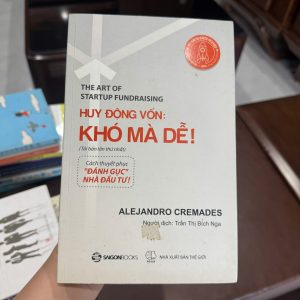 THE ART OF
STARTUP FUNDRAISING
HUY ĐỘNG VỐN:
KHÓ MÀ DỄ!
(Tái bản lần thứ nhất)
Cách thuyết phục
"ĐÁNH GỤC"
NHÀ ĐẦU TƯ!
ALEJANDRO CREMADES
Người dịch: Trần Thị Bích Nga
SAIGONBOOKS
NHÀ XUẤT BẢN THẾ GIỚI